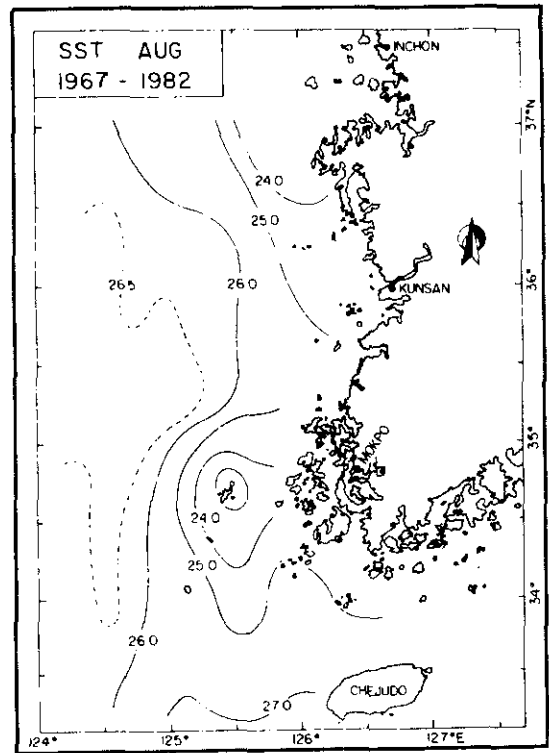 SST AUG
1967 - 1982
INCHON
37°N
24.0
25.0
26.5
26.0
36°
KUNSAN
35°
MOKPO
24.0
25.0
34°
26.0
27.0
CHEJUDO
124°
125°
126°
127°E